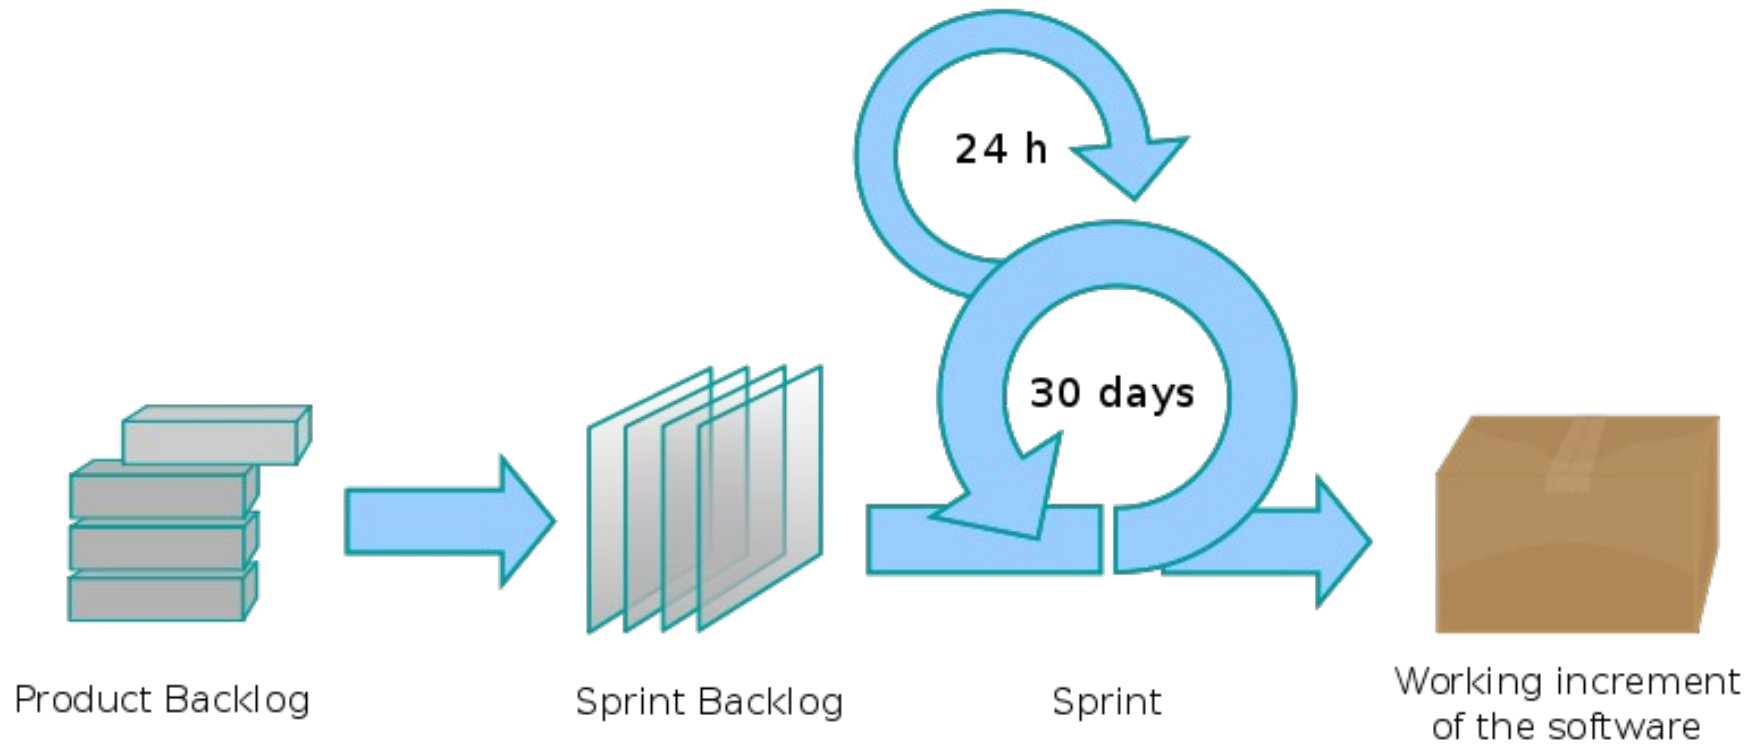 24 h
30 days
Product Backlog
Sprint Backlog
Sprint
Working increment
of the software